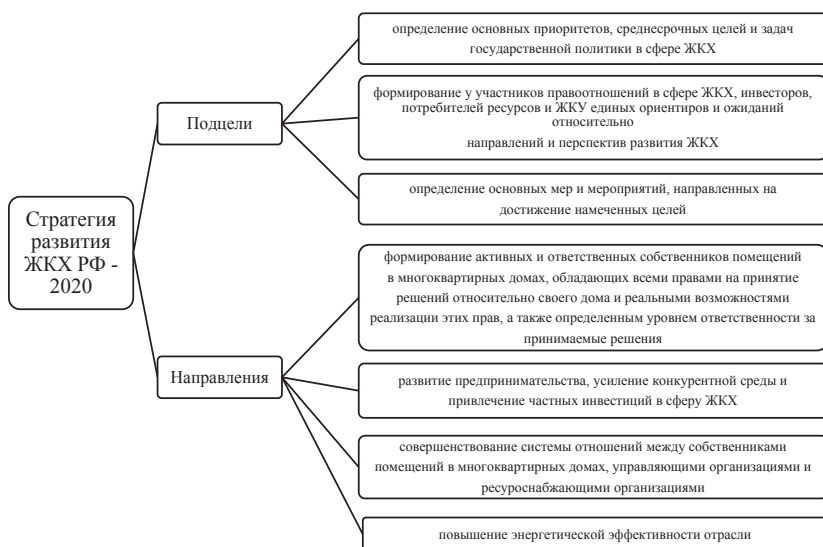 Стратегия
развития
ЖКХ РФ -
2020
Подцели
определение основных приоритетов, среднесрочных целей и задач
государственной политики в сфере ЖКХ
формирование у участников правоотношений в сфере ЖКХ, инвесторов,
потребителей ресурсов и ЖКУ единых ориентиров и ожиданий
относительно
направлений и перспектив развития ЖКХ
определение основных мер и мероприятий, направленных на
достижение намеченных целей
Направления
формирование активных и ответственных собственников помещений
в многоквартирных домах, обладающих всеми правами на принятие
решений относительно своего дома и реальными возможностями
реализации этих прав, а также определенным уровнем ответственности за
принимаемые решения
развитие предпринимательства, усиление конкурентной среды и
привлечение частных инвестиций в сферу ЖКХ
совершенствование системы отношений между собственниками
помещений в многоквартирных домах, управляющими организациями и
ресурсоснабжающими организациями
повышение энергетической эффективности отрасли